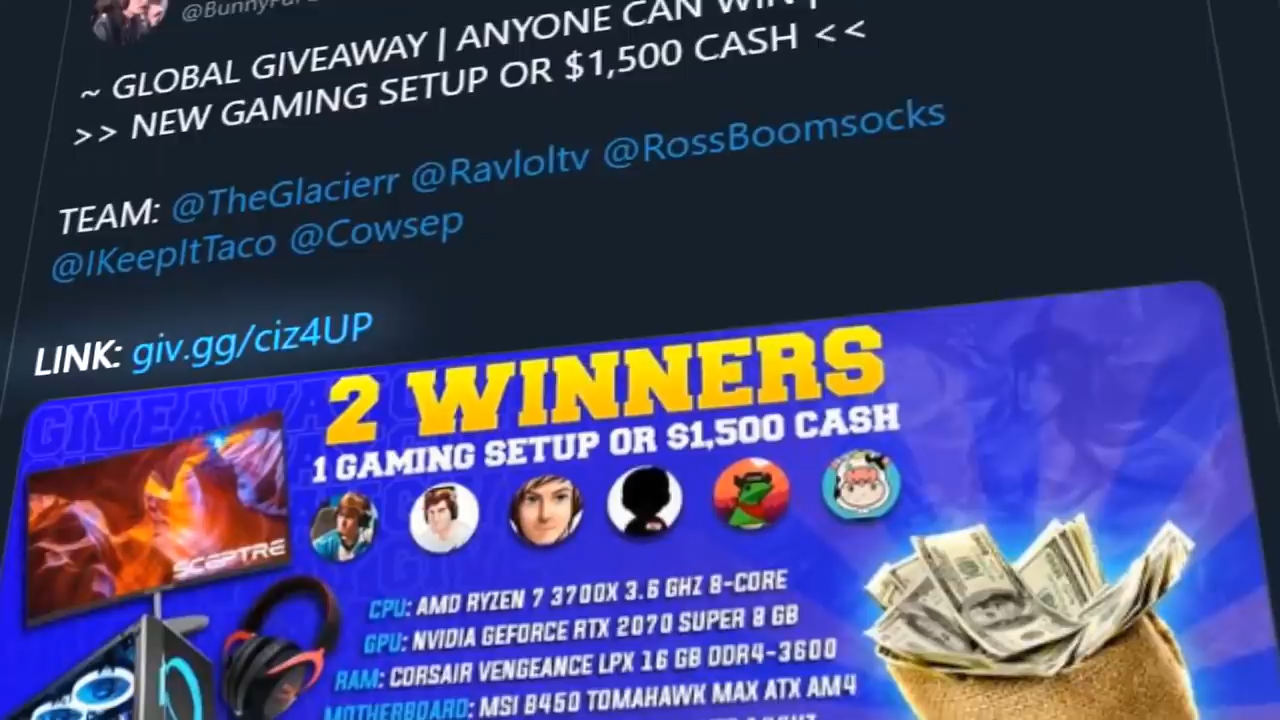 ~ GLOBAL GIVEAWAY | ANYONE CAN WIN |
>> NEW GAMING SETUP OR $1,500 CASH <<
TEAM: @TheGlacierr @Ravloltv @RossBoomsocks
@IKeepItTaco @Cowsep
LINK: giv.gg/ciz4UP
GIVEAWAY
2 WINNERS
1 GAMING SETUP OR $1,500 CASH
SCEPTRE
CPU: AMD RYZEN 7 3700X 3.6 GHZ 8-CORE
GPU: NVIDIA GEFORCE RTX 2070 SUPER 8 GB
RAM: CORSAIR VENGEANCE LPX 16 GB DDR4-3600
MOTHERBOARD: MSI B450 TOMAHAWK MAX ATX AM4